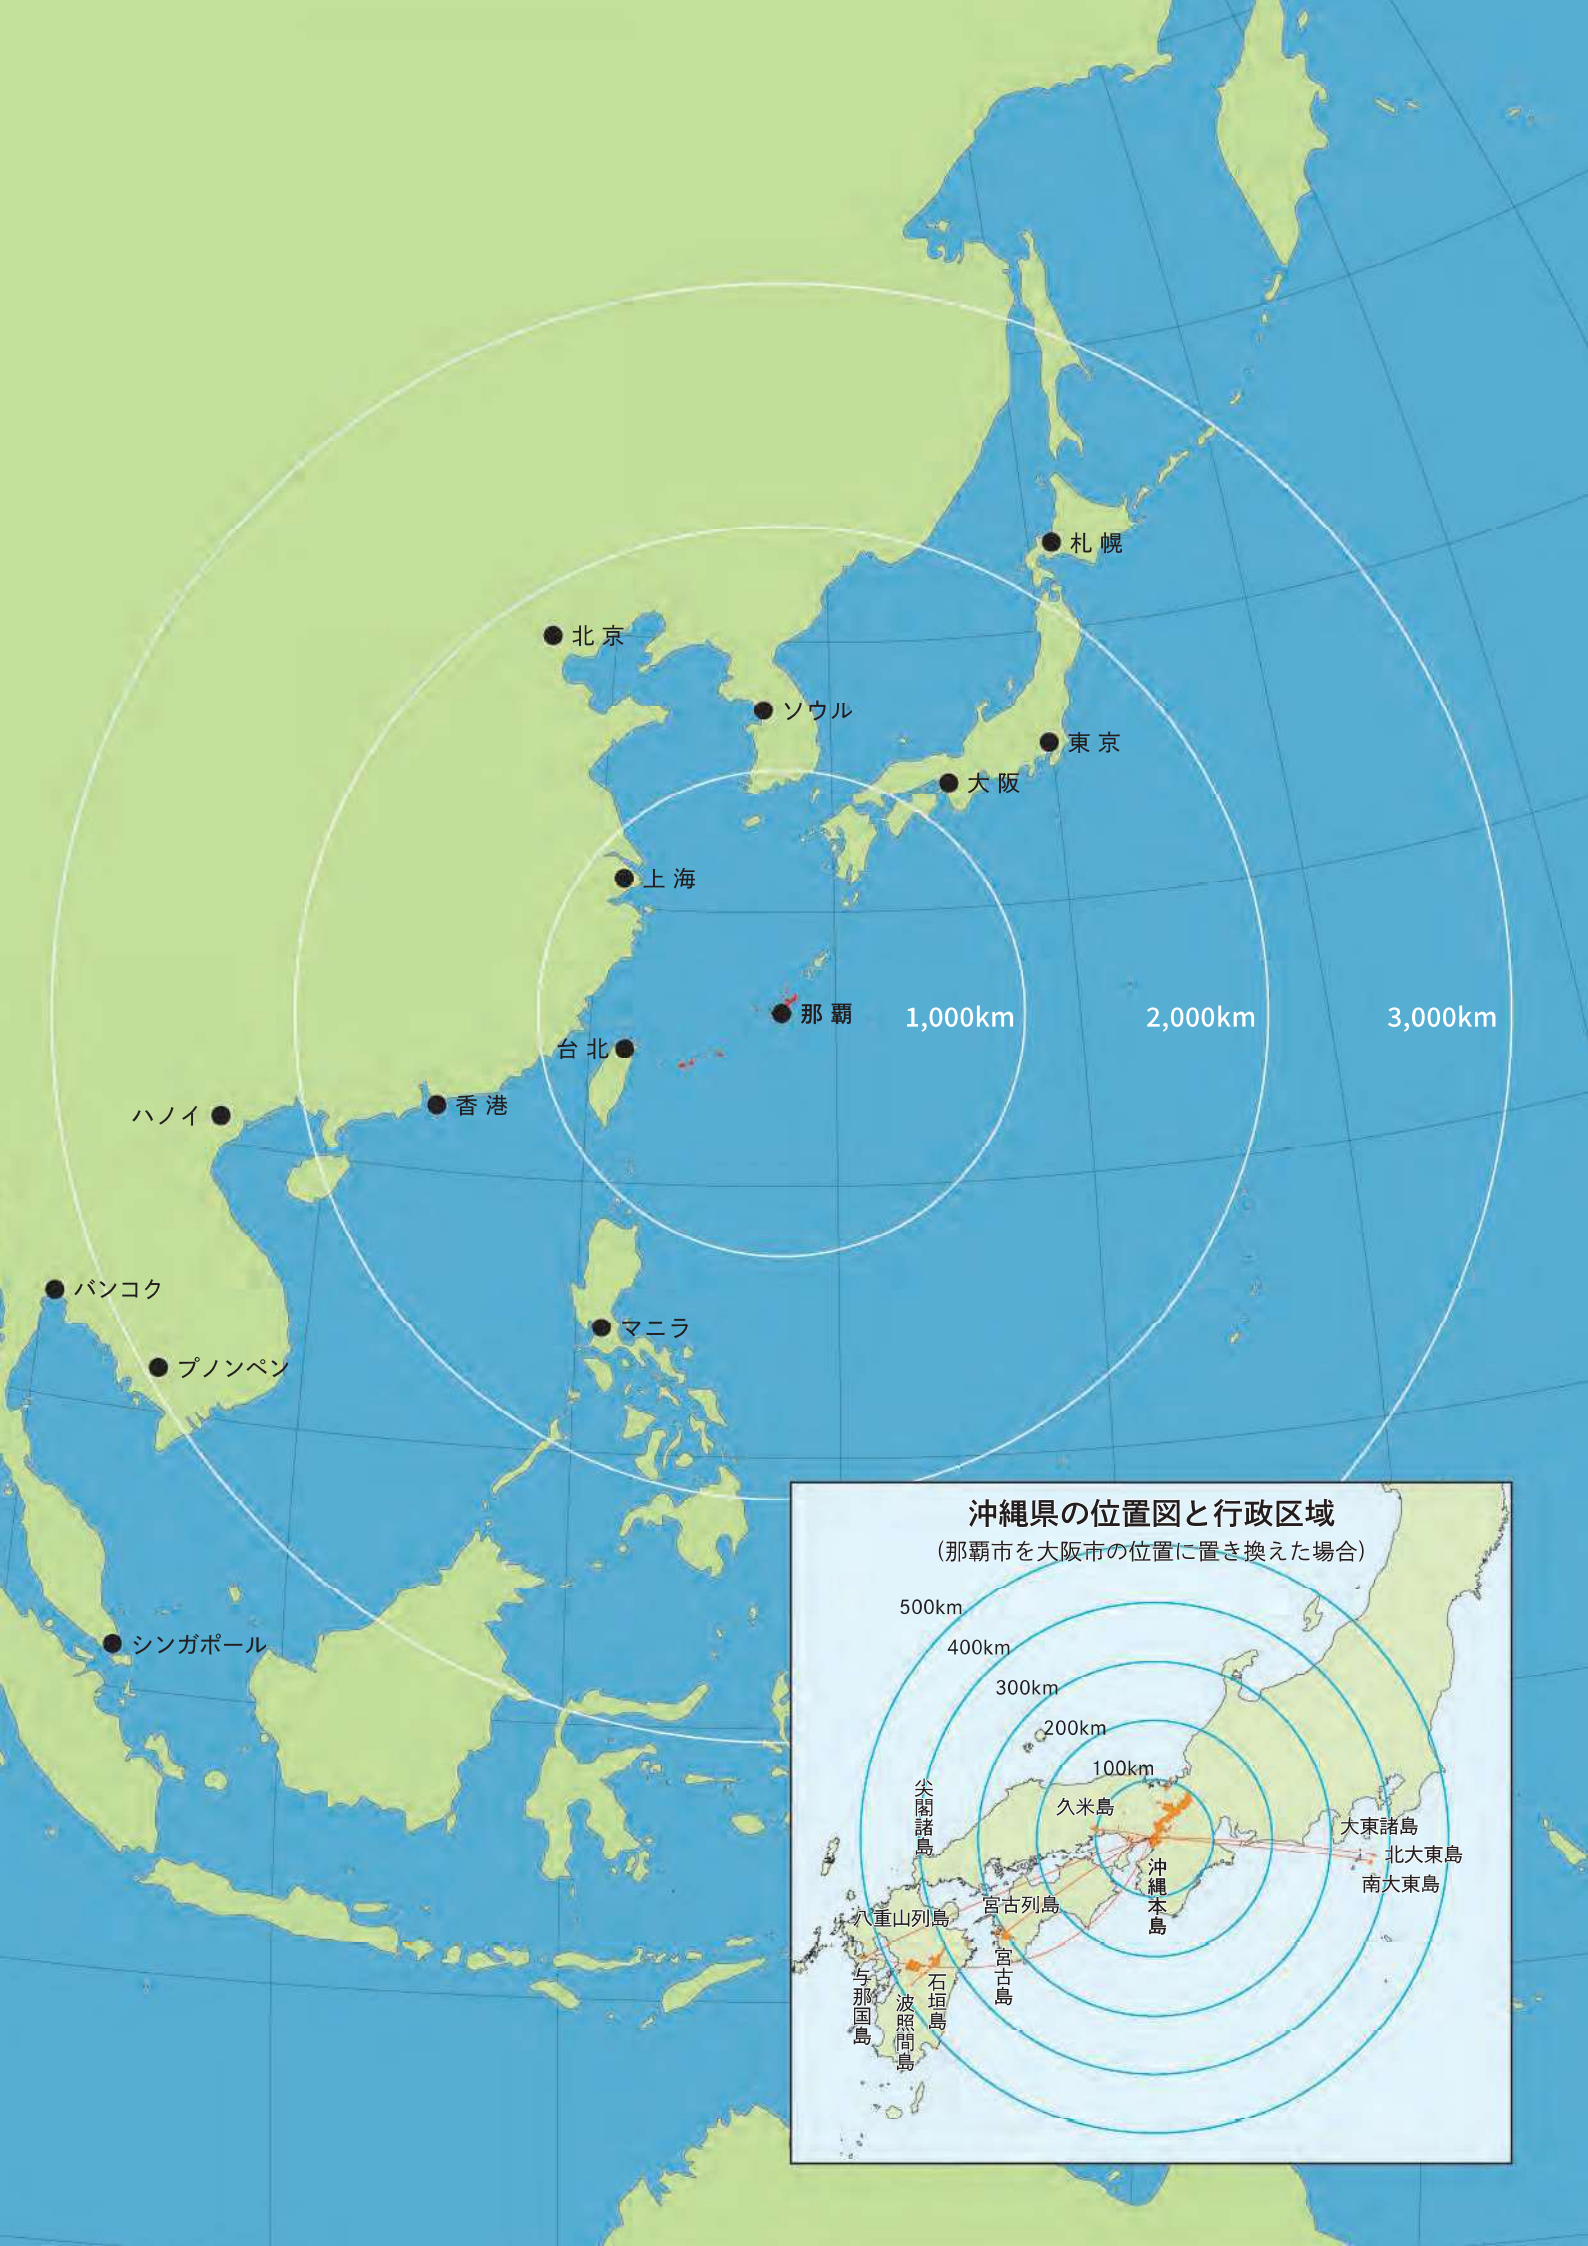 札幌
北京
ソウル
東京
大阪
上海
那覇
1,000km
2,000km
3,000km
台北
香港
ハノイ
バンコク
マニラ
プノンペン
シンガポール
沖縄県の位置図と行政区域
(那覇市を大阪市の位置に置き換えた場合)
500km
400km
300km
200km
100km
尖閣諸島
久米島
大東諸島
北大東島
南大東島
沖縄本島
宮古列島
八重山列島
宮古島
与那国島
石垣島
波照間島